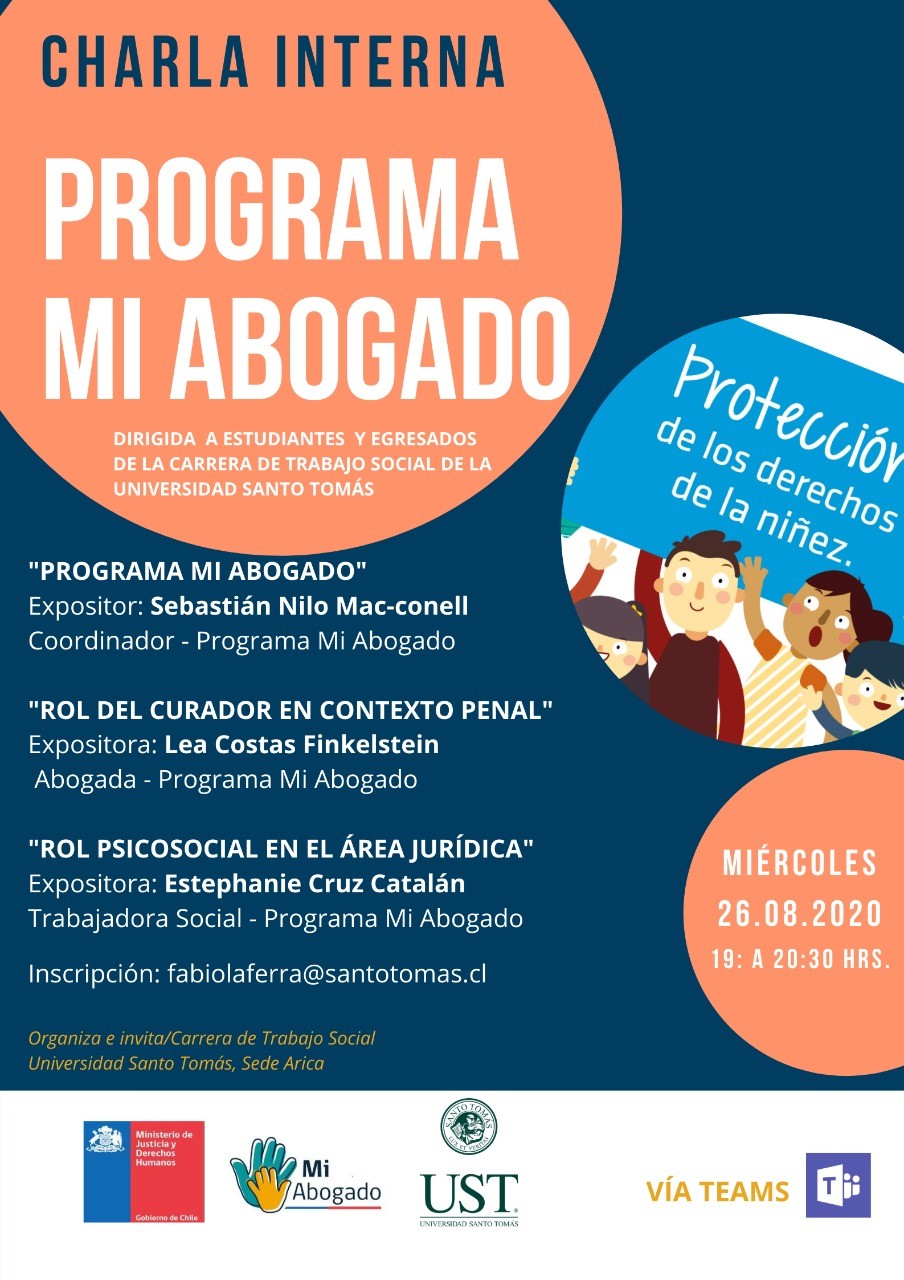 CHARLA INTERNA
PROGRAMA
MI ABOGADO
DIRIGIDA A ESTUDIANTES Y EGRESADOS
DE LA CARRERA DE TRABAJO SOCIAL DE LA
UNIVERSIDAD SANTO TOMÁS
Protección
de los derechos
de la niñez.
"PROGRAMA MI ABOGADO"
Expositor: Sebastián Nilo Mac-conell
Coordinador - Programa Mi Abogado
"ROL DEL CURADOR EN CONTEXTO PENAL"
Expositora: Lea Costas Finkelstein
Abogada - Programa Mi Abogado
"ROL PSICOSOCIAL EN EL ÁREA JURÍDICA"
Expositora: Estephanie Cruz Catalán
Trabajadora Social - Programa Mi Abogado
Inscripción: fabiolaferra@santotomas.cl
MIÉRCOLES
26.08.2020
19: A 20:30 HRS.
Organiza e invita/Carrera de Trabajo Social
Universidad Santo Tomás, Sede Arica
Ministerio de
Justicia y
Derechos
Humanos
Gobierno de Chile
Mi
Abogado
SANTO TOMAS
UST
UNIVERSIDAD SANTO TOMAS
VÍA TEAMS
T